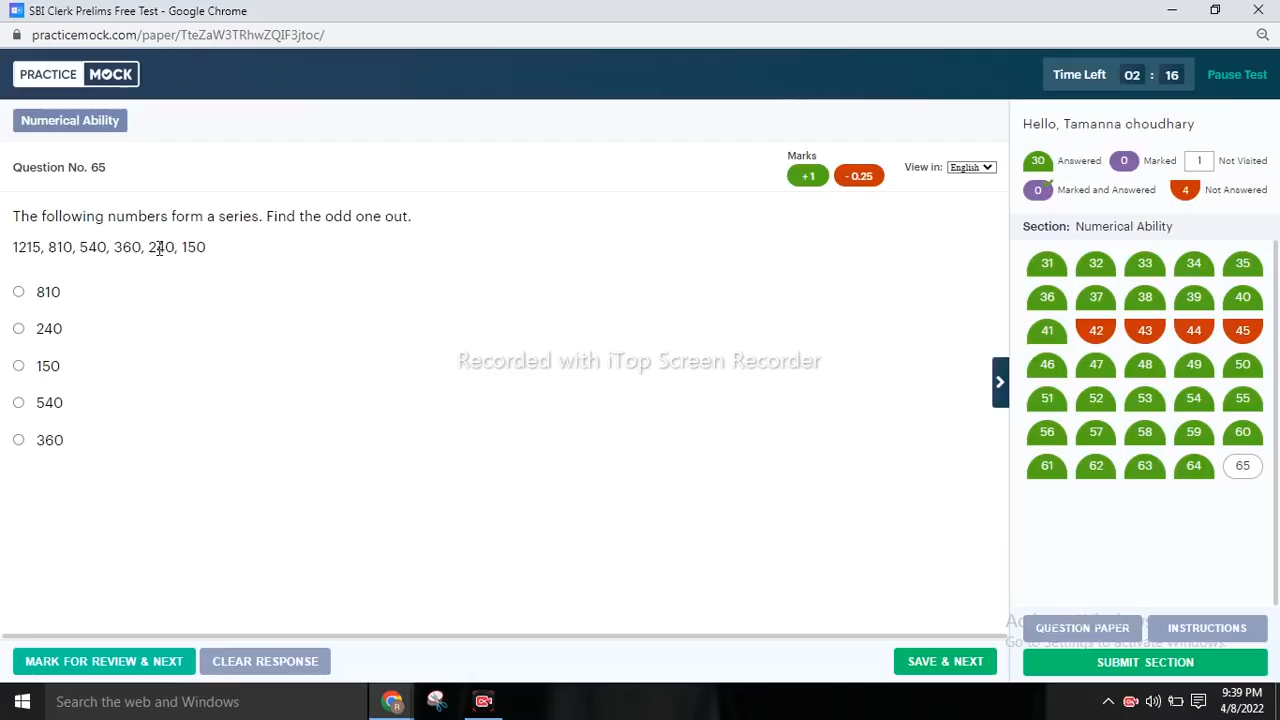 SBI Clerk Prelims Free Test - Google Chrome
practicemock.com/paper/TteZaW3TRhwZQIF3jtoc/
PRACTICE MOCK
Time Left 02 : 16 Pause Test
Numerical Ability
Hello, Tamanna choudhary
Question No. 65
Marks
+ 1 - 0.25
View in: English
30 Answered 0 Marked 1 Not Visited
0 Marked and Answered 4 Not Answered
The following numbers form a series. Find the odd one out.
1215, 810, 540, 360, 240, 150
810
240
150
540
360
Section: Numerical Ability
31 32 33 34 35
36 37 38 39 40
41 42 43 44 45
46 47 48 49 50
51 52 53 54 55
56 57 58 59 60
61 62 63 64 65
Recorded with iTop Screen Recorder
QUESTION PAPER INSTRUCTIONS
Go to Settings to activate Windows.
MARK FOR REVIEW & NEXT CLEAR RESPONSE SAVE & NEXT SUBMIT SECTION
Search the web and Windows
9:39 PM
4/8/2022